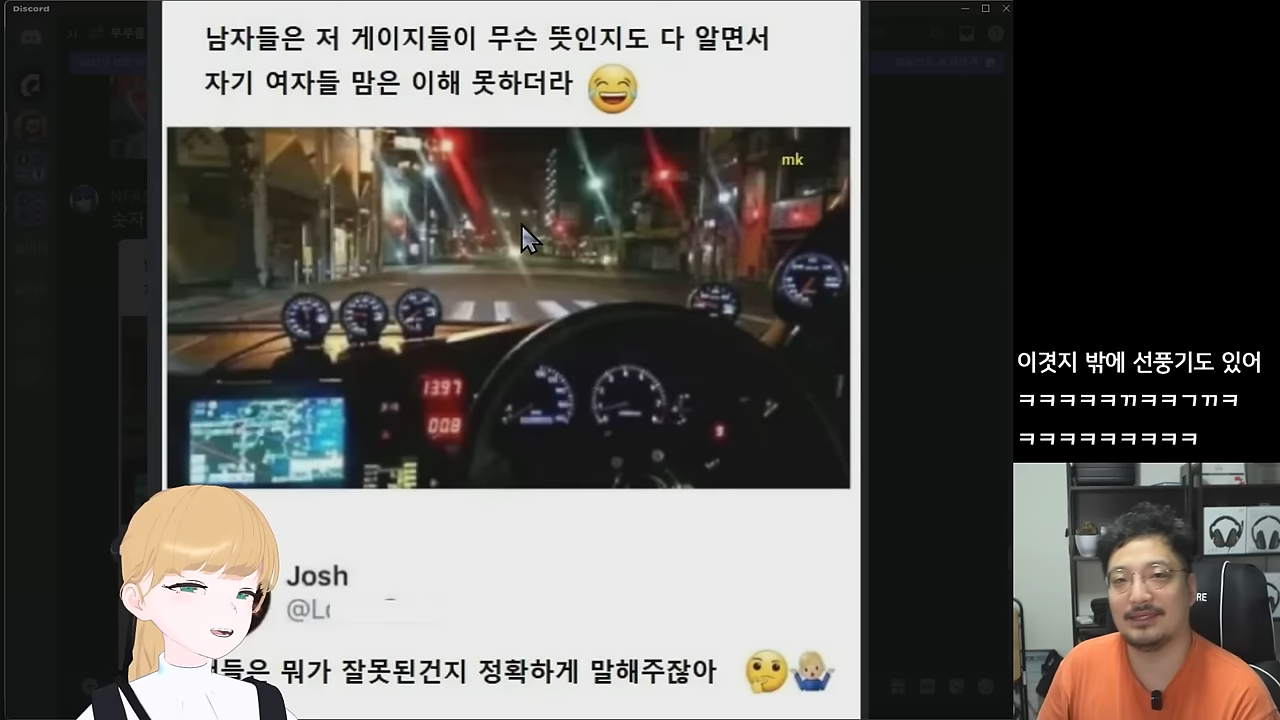 Discord
남자들은 저 게이지들이 무슨 뜻인지도 다 알면서
자기 여자들 맘은 이해 못하더라
mk
1397
008
Josh
들은 뭐가 잘못된건지 정확하게 말해주잖아
이겻지 밖에 선풍기도 있어
ㅋㅋㅋㅋㅋㄲㅋㅋㄱㄲㅋ
ㅋㅋㅋㅋㅋㅋㅋㅋㅋ